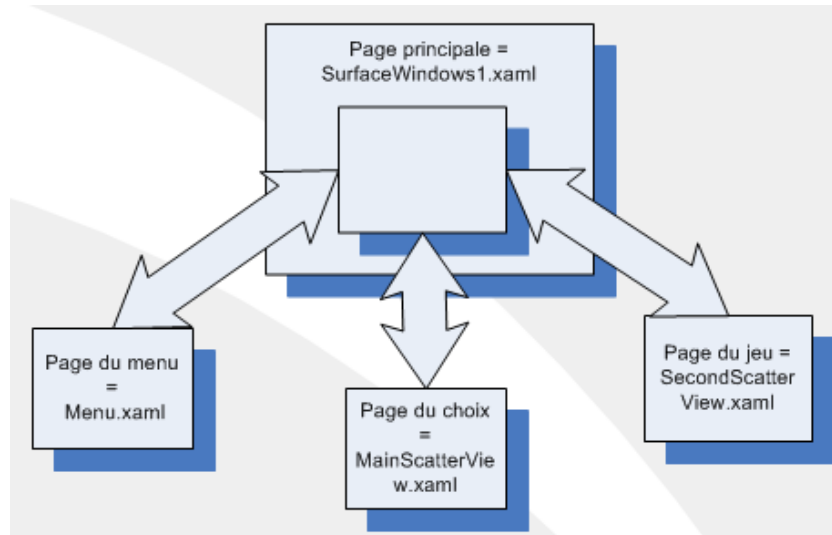 Page principale =
SurfaceWindows1.xaml
Page du menu
=
Menu.xaml
Page du choix
=
MainScatterVie
w.xaml
Page du jeu =
SecondScatter
View.xaml